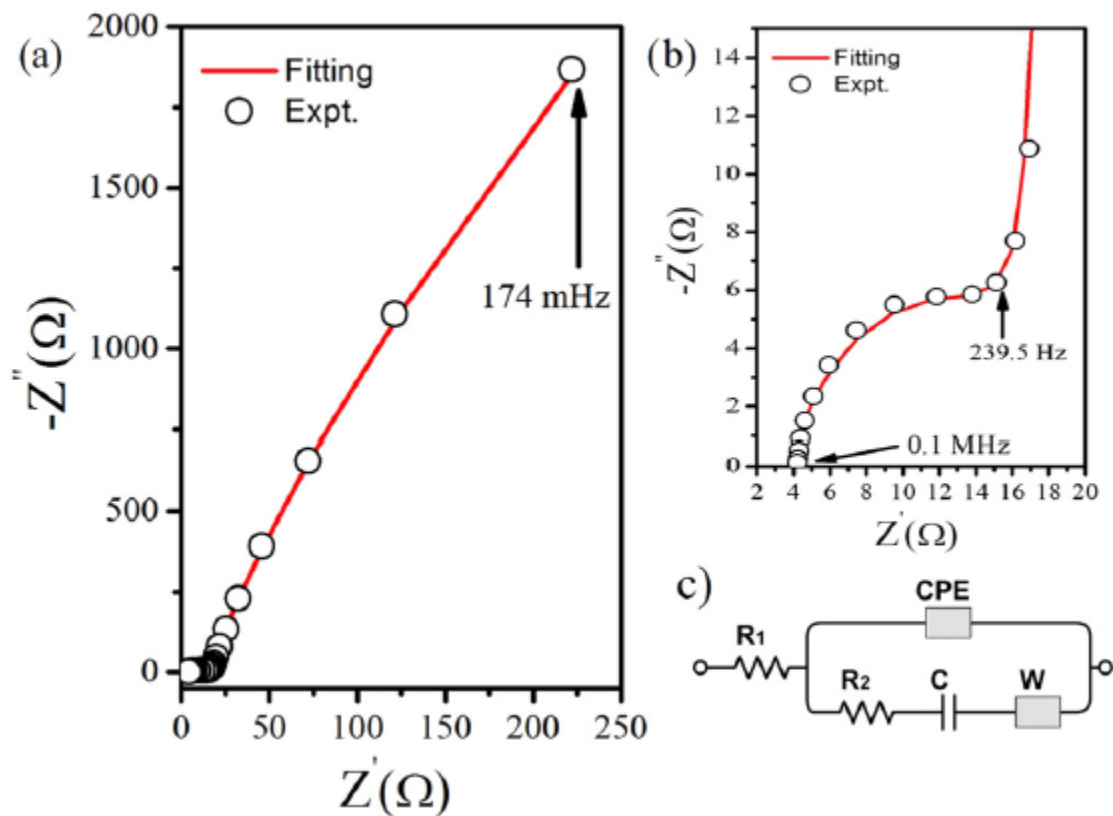 (a)
2000
1500
1000
500
0
-Z''(Ω)
Fitting
Expt.
174 mHz
0 50 100 150 200 250
Z'(Ω)
(b)
14
12
10
8
6
4
2
0
-Z''(Ω)
Fitting
Expt.
239.5 Hz
0.1 MHz
2 4 6 8 10 12 14 16 18 20
Z'(Ω)
c)
CPE
R1
R2 C W